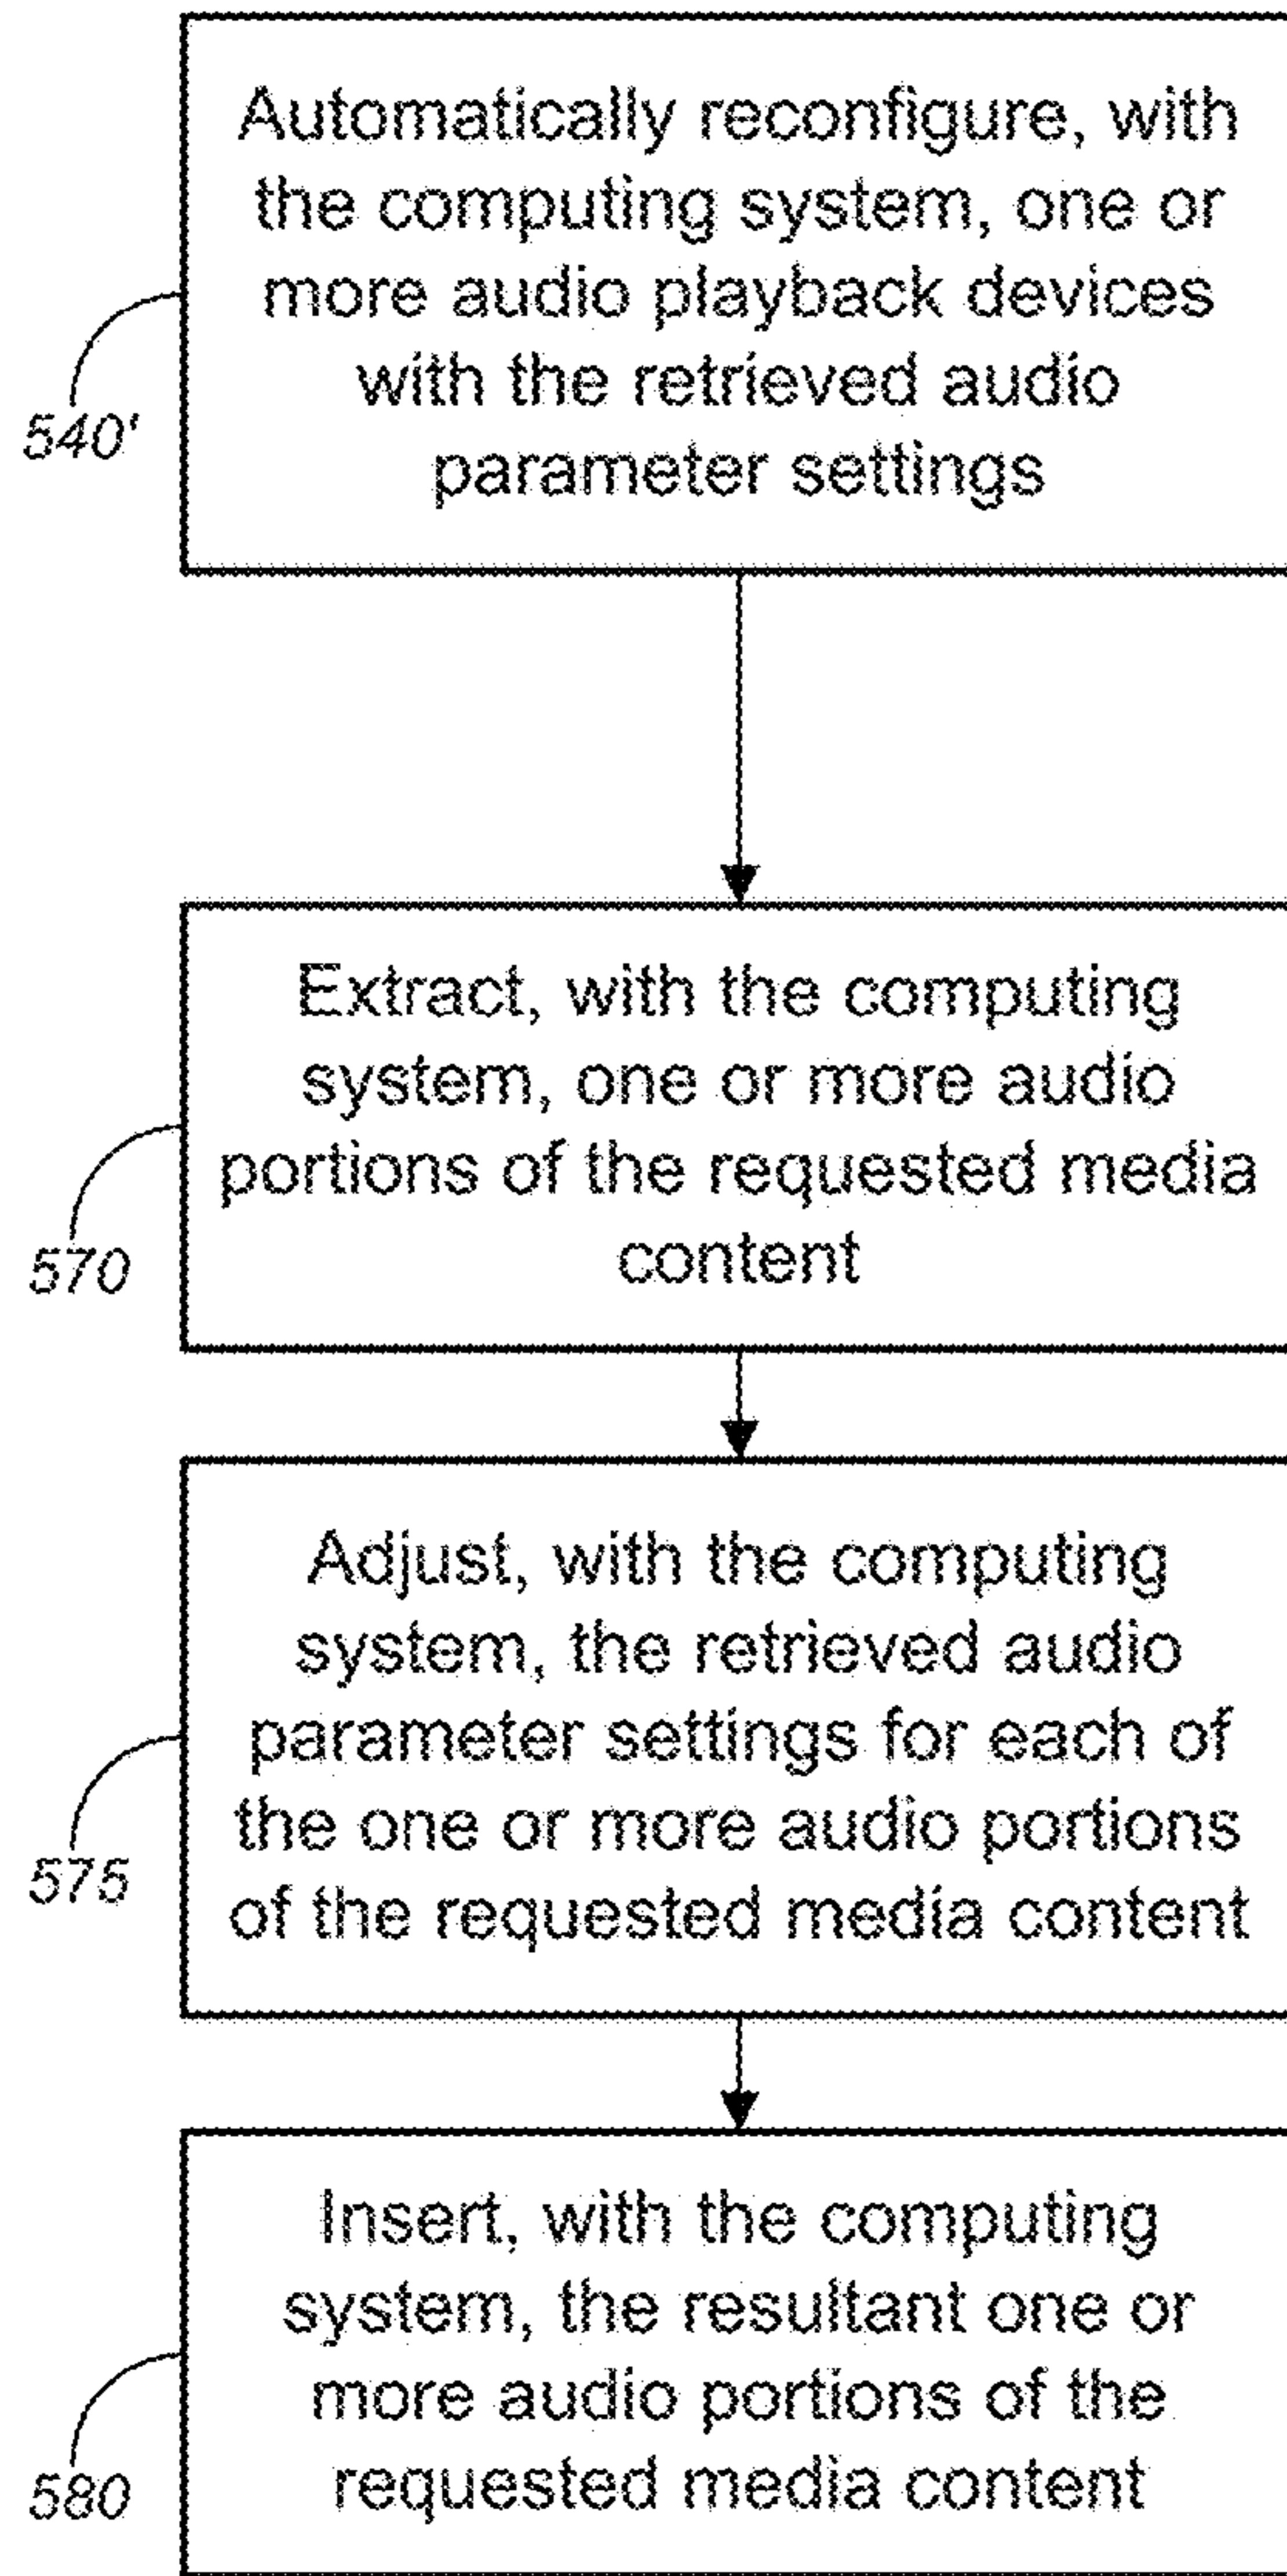 Automatically reconfigure, with
the computing system, one or
more audio playback devices
with the retrieved audio
parameter settings
540'
Extract, with the computing
system, one or more audio
portions of the requested media
content
570
Adjust, with the computing
system, the retrieved audio
parameter settings for each of
the one or more audio portions
of the requested media content
575
Insert, with the computing
system, the resultant one or
more audio portions of the
requested media content
580